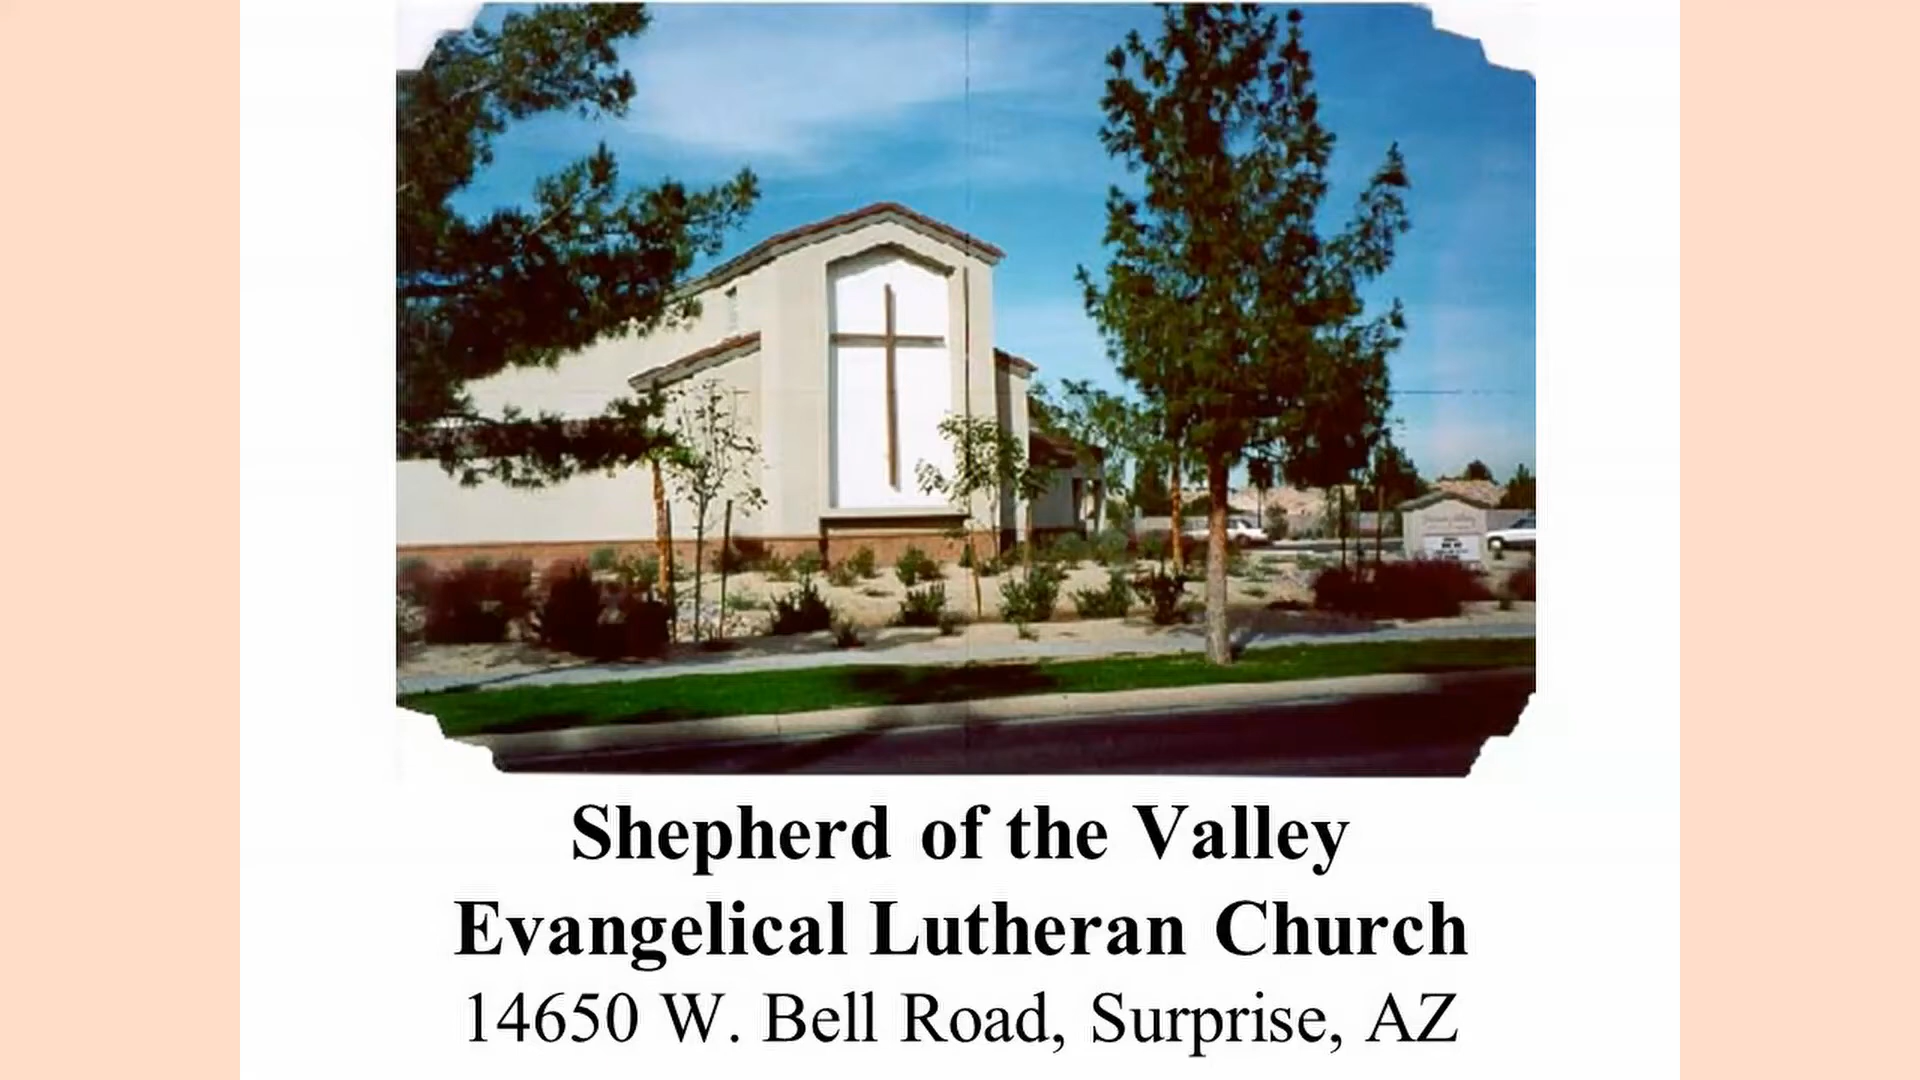 Shepherd of the Valley
Evangelical Lutheran Church
14650 W. Bell Road, Surprise, AZ